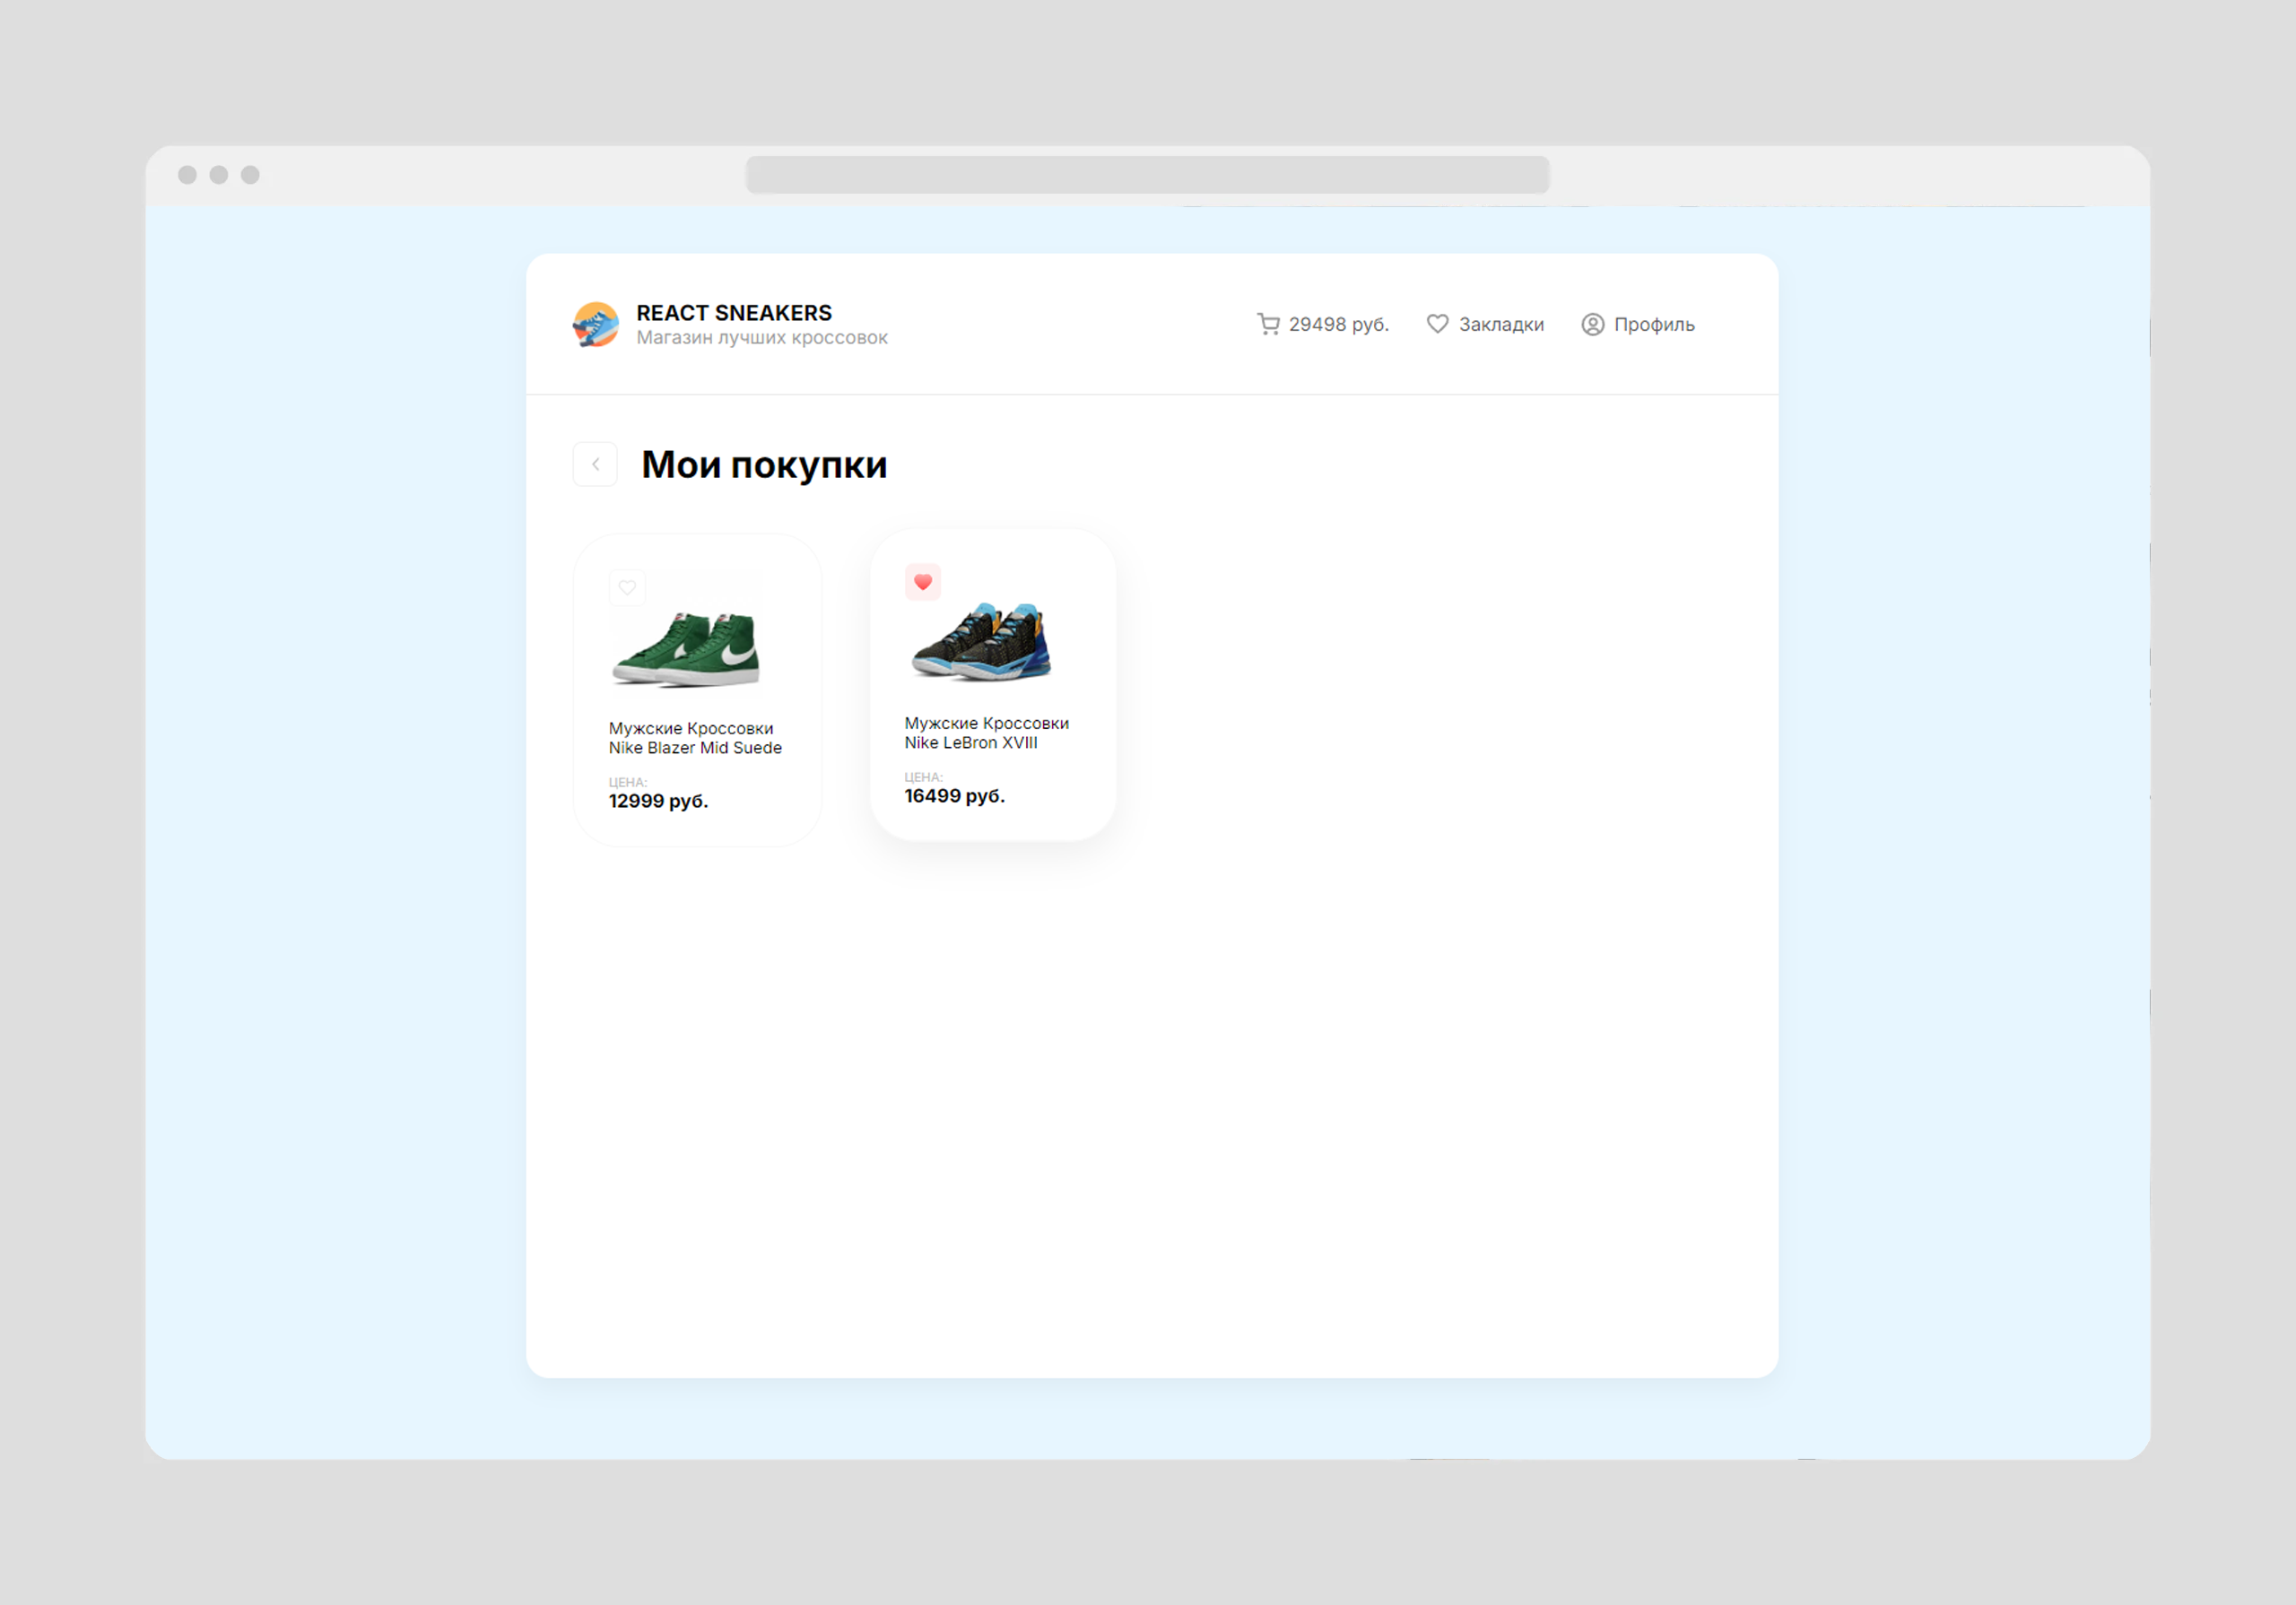 REACT SNEAKERS
Магазин лучших кроссовок
29498 руб.
Закладки
Профиль
Мои покупки
Мужские Кроссовки
Nike Blazer Mid Suede
ЦЕНА:
12999 руб.
Мужские Кроссовки
Nike LeBron XVIII
ЦЕНА:
16499 руб.